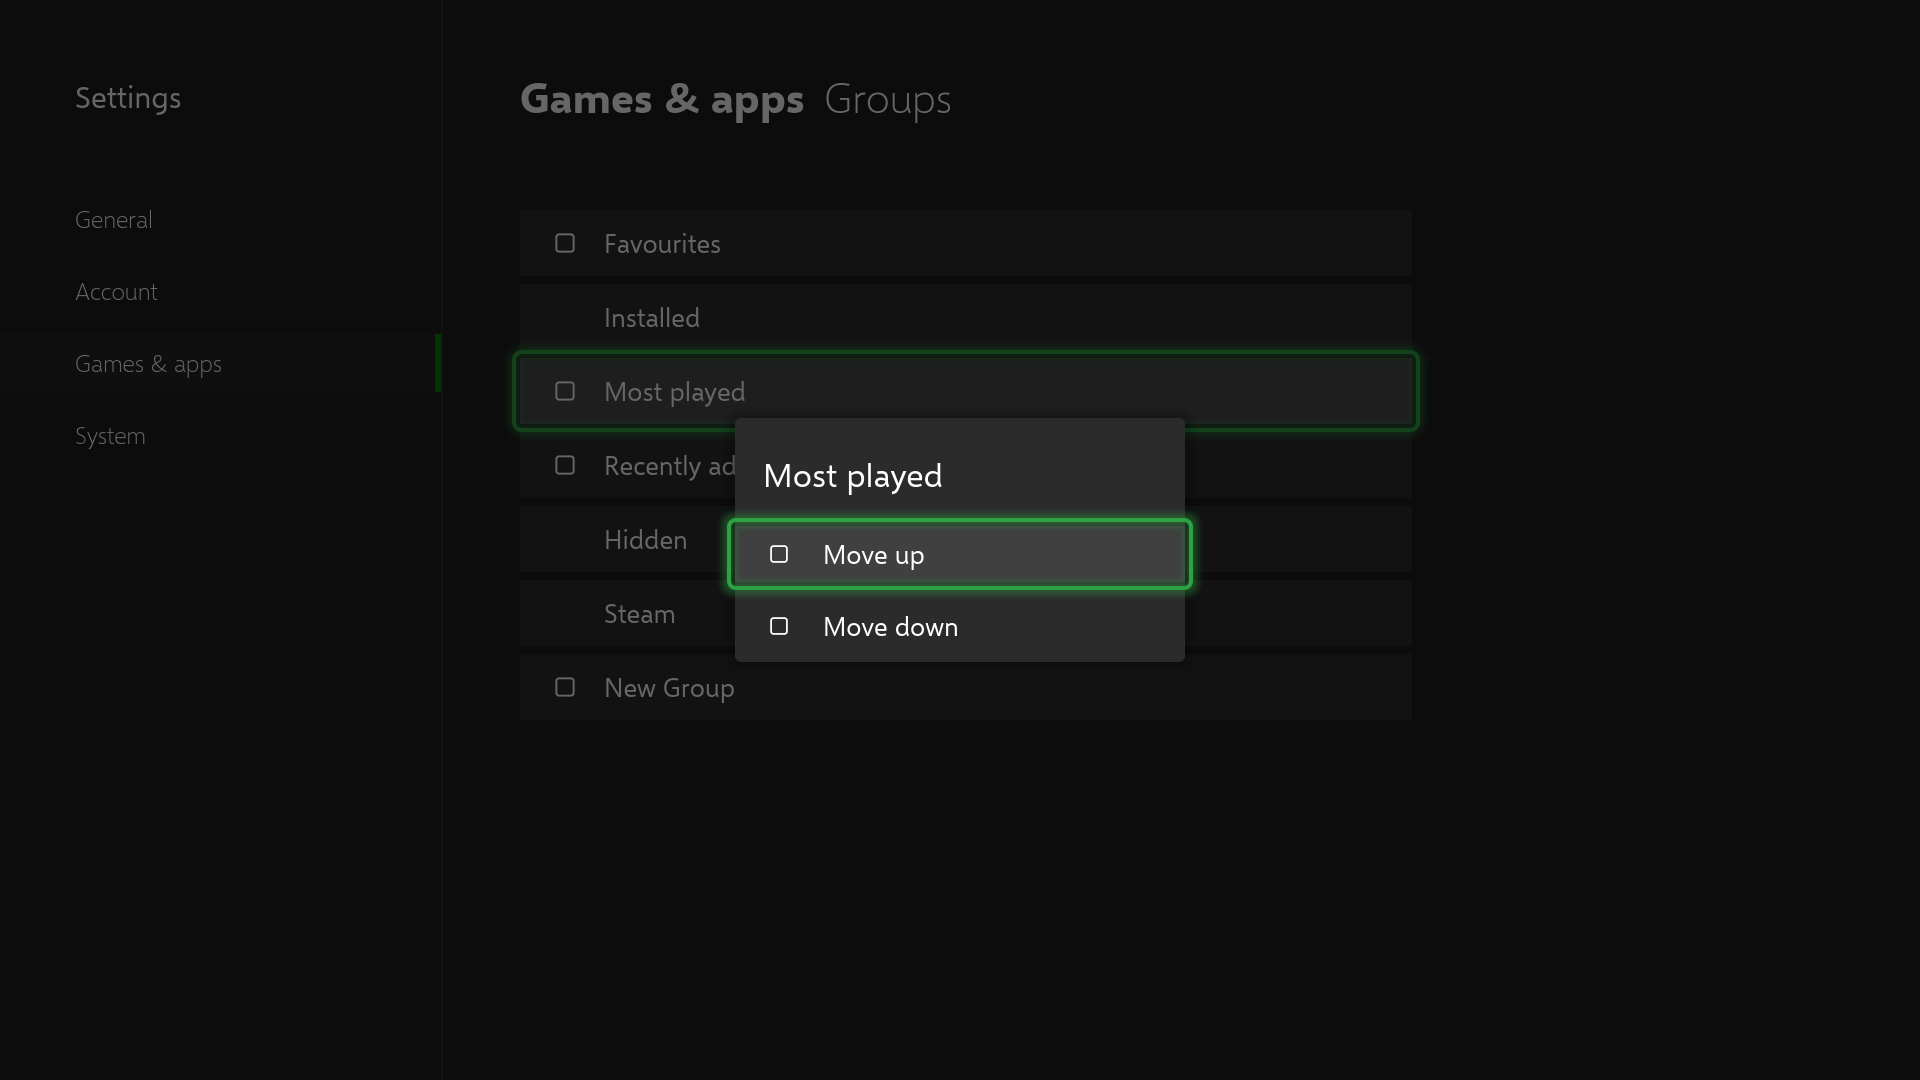 Settings
General
Account
Games & apps
System
Games & apps Groups
Favourites
Installed
Most played
Recently ad
Hidden
Steam
New Group
Most played
Move up
Move down